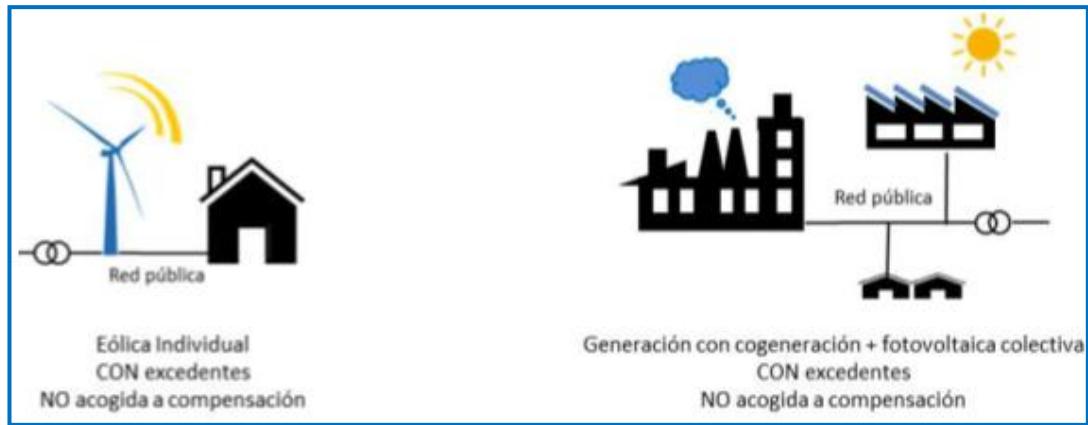 Red pública
Eólica Individual
CON excedentes
NO acogida a compensación
Red pública
Generación con cogeneración + fotovoltaica colectiva
CON excedentes
NO acogida a compensación